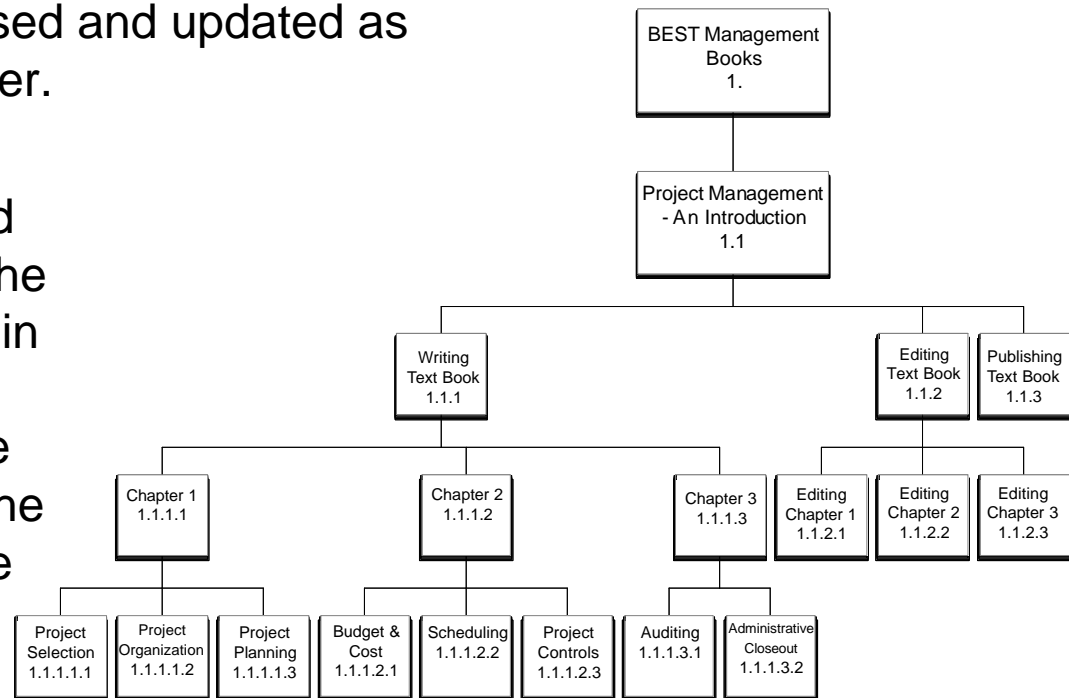 sed and updated as
er.
d
he
in
e
ne
e
BEST Management
Books
1.
Project Management
- An Introduction
1.1
Writing
Text Book
1.1.1
Editing
Text Book
1.1.2
Publishing
Text Book
1.1.3
Chapter 1
1.1.1.1
Chapter 2
1.1.1.2
Chapter 3
1.1.1.3
Editing
Chapter 1
1.1.2.1
Editing
Chapter 2
1.1.2.2
Editing
Chapter 3
1.1.2.3
Project
Selection
1.1.1.1.1
Project
Organization
1.1.1.1.2
Project
Planning
1.1.1.1.3
Budget &
Cost
1.1.1.2.1
Scheduling
1.1.1.2.2
Project
Controls
1.1.1.2.3
Auditing
1.1.1.3.1
Administrative
Closeout
1.1.1.3.2